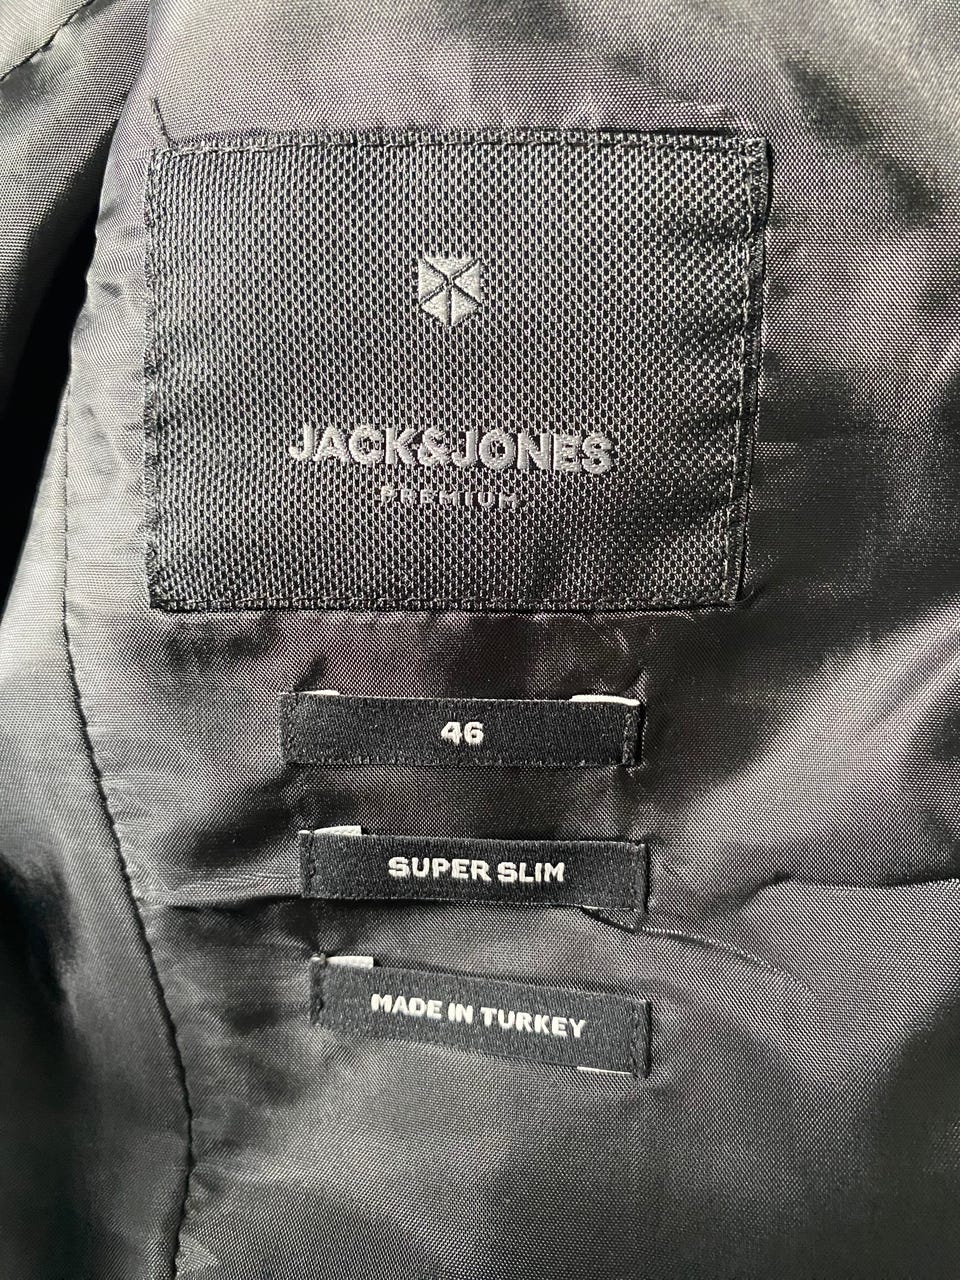 JACK&JONES
PREMIUM
46
SUPER SLIM
MADE IN TURKEY